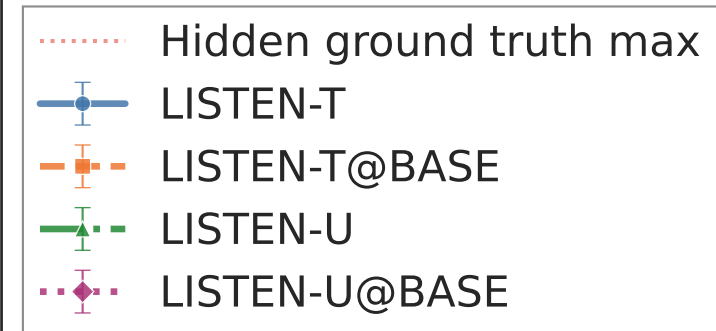 Hidden ground truth max
LISTEN-T
LISTEN-T@BASE
LISTEN-U
LISTEN-U@BASE